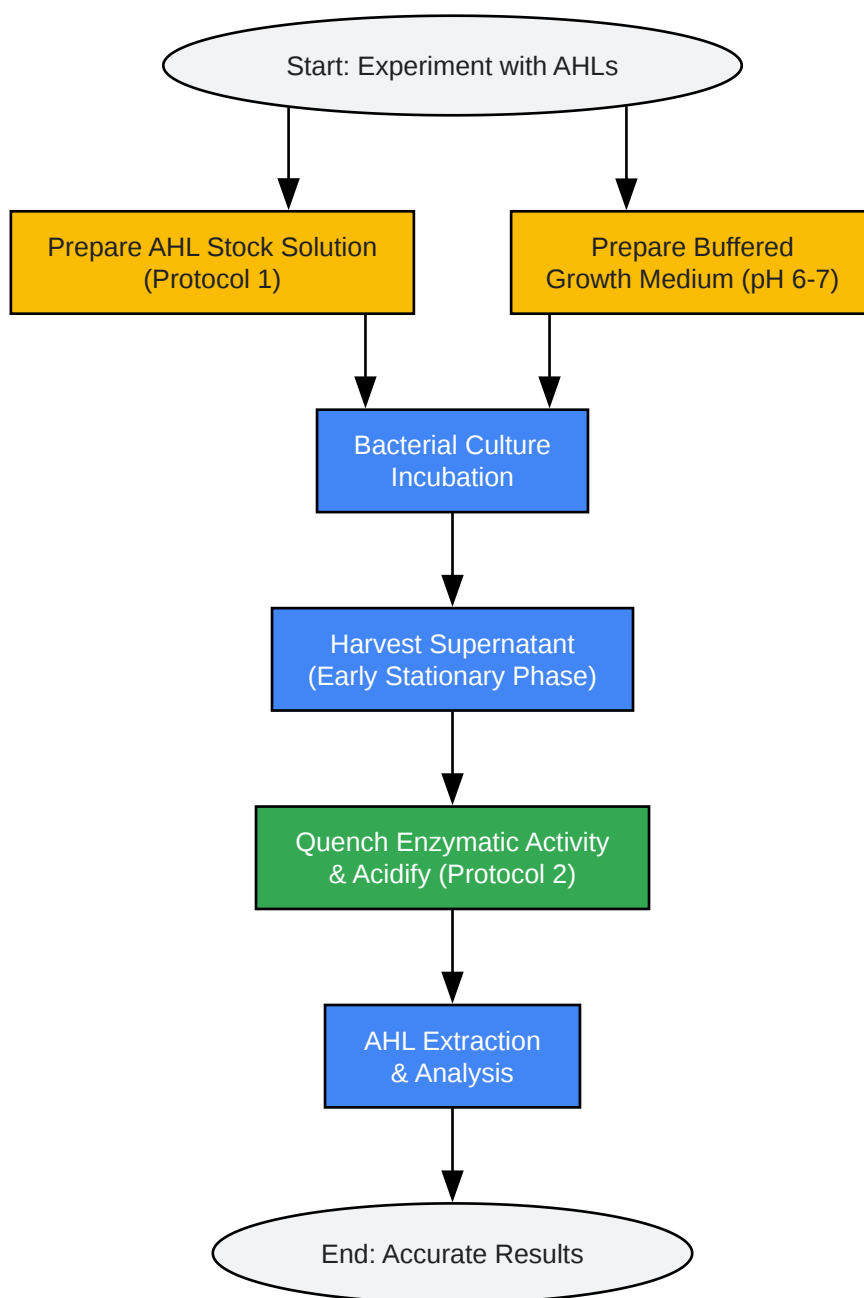 Start: Experiment with AHLs
Prepare AHL Stock Solution
(Protocol 1)
Prepare Buffered
Growth Medium (pH 6-7)
Bacterial Culture
Incubation
Harvest Supernatant
(Early Stationary Phase)
Quench Enzymatic Activity
& Acidify (Protocol 2)
AHL Extraction
& Analysis
End: Accurate Results